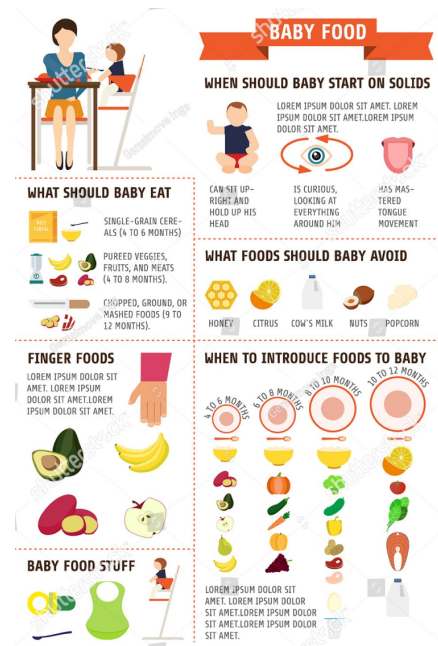 BABY FOOD
WHEN SHOULD BABY START ON SOLIDS
LOREM IPSUM DOLOR SIT AMET. LOREM
IPSUM DOLOR SIT AMET.LOREM IPSUM
DOLOR SIT AMET.
CAN SIT UP-
RIGHT AND
HOLD UP HIS
HEAD
IS CURIOUS,
LOOKING AT
EVERYTHING
AROUND HIM
HAS MAS-
TERED
TONGUE
MOVEMENT
WHAT SHOULD BABY EAT
RICE
CEREAL
SINGLE-GRAIN CERE-
ALS (4 TO 6 MONTHS)
PUREED VEGGIES,
FRUITS, AND MEATS
(4 TO 8 MONTHS).
CHOPPED, GROUND, OR
MASHED FOODS (9 TO
12 MONTHS).
WHAT FOODS SHOULD BABY AVOID
HONEY
CITRUS
COW'S MILK
NUTS
POPCORN
FINGER FOODS
LOREM IPSUM DOLOR SIT
AMET. LOREM IPSUM
DOLOR SIT AMET.LOREM
IPSUM DOLOR SIT AMET.
WHEN TO INTRODUCE FOODS TO BABY
4 TO 6 MONTHS
6 TO 8 MONTHS
8 TO 10 MONTHS
10 TO 12 MONTHS
LOREM IPSUM DOLOR SIT
AMET. LOREM IPSUM DOLOR
SIT AMET.LOREM IPSUM DOLOR
SIT AMET.LOREM IPSUM DOLOR
SIT AMET.
BABY FOOD STUFF
shutterstock